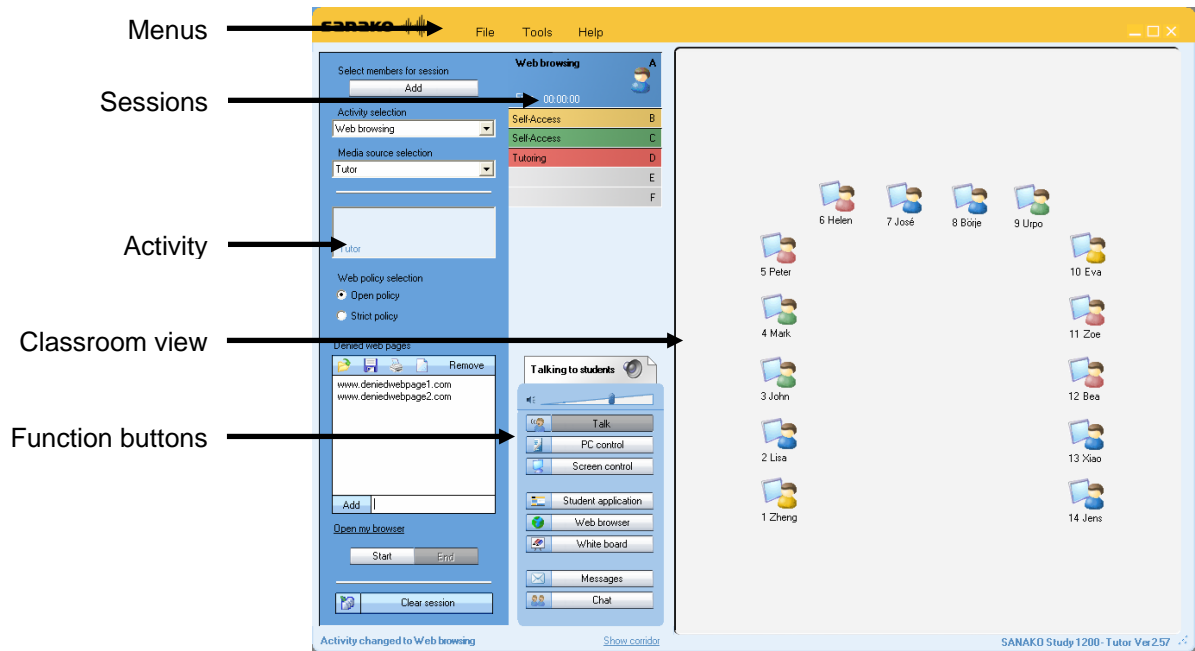 Menus
Sessions
Activity
Classroom view
Function buttons
sanako
File Tools Help
Select members for session
Add
Activity selection
Web browsing
Media source selection
Tutor
Tutor
Web policy selection
Open policy
Strict policy
Denied web pages
Remove
www.deniedwebpage1.com
www.deniedwebpage2.com
Add
Open my browser
Start End
Clear session
Activity changed to Web browsing
Web browsing A
00:00:00
Self-Access B
Self-Access C
Tutoring D
E
F
Talking to students
Talk
PC control
Screen control
Student application
Web browser
White board
Messages
Chat
Show corridor
6 Helen
7 José
8 Börje
9 Urpo
5 Peter
10 Eva
4 Mark
11 Zoe
3 John
12 Bea
2 Lisa
13 Xiao
1 Zheng
14 Jens
SANAKO Study 1200 - Tutor Ver 2.57